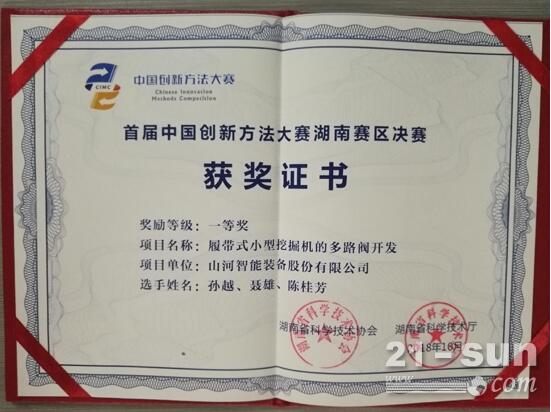 CIMC
中国创新方法大赛
Chinese Innovation
Methods Competition
首届中国创新方法大赛湖南赛区决赛
获奖证书
奖励等级：一等奖
项目名称：履带式小型挖掘机的多路阀开发
项目单位：山河智能装备股份有限公司
选手姓名：孙越、聂雄、陈桂芳
湖南省科学技术协会
湖南省科学技术厅
2018年10月
21-sun
.com